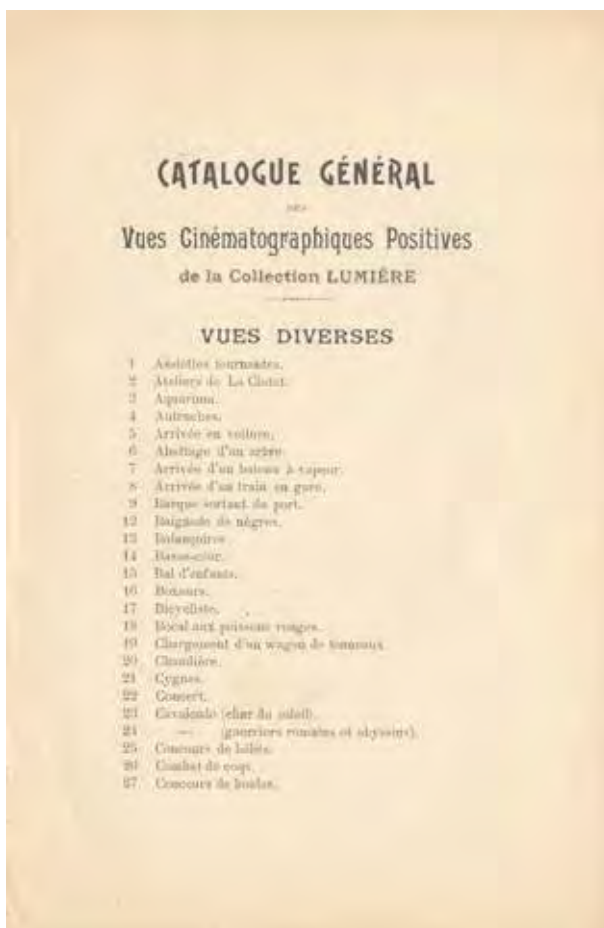 CATALOGUE GÉNÉRAL
DES
Vues Cinématographiques Positives
de la Collection LUMIÈRE
VUES DIVERSES
1 Assiettes tournantes.
2 Ateliers de La Ciotat.
3 Aquarium.
4 Autruches.
5 Arrivée en voiture.
6 Abattage d'un arbre.
7 Arrivée d'un bateau à vapeur.
8 Arrivée d'un train en gare.
9 Barque sortant du port.
12 Baignade de nègres.
13 Balançoires.
14 Basse-cour.
15 Bal d'enfants.
16 Boxeurs.
17 Bicycliste.
18 Bocal aux poissons rouges.
19 Chargement d'un wagon de tonneaux.
20 Chaudière.
21 Cygnes.
22 Concert.
23 Cavalcade (char du soleil).
24 — (guerriers romains et abyssins).
25 Concours de bébés.
26 Combat de coqs.
27 Concours de boules.